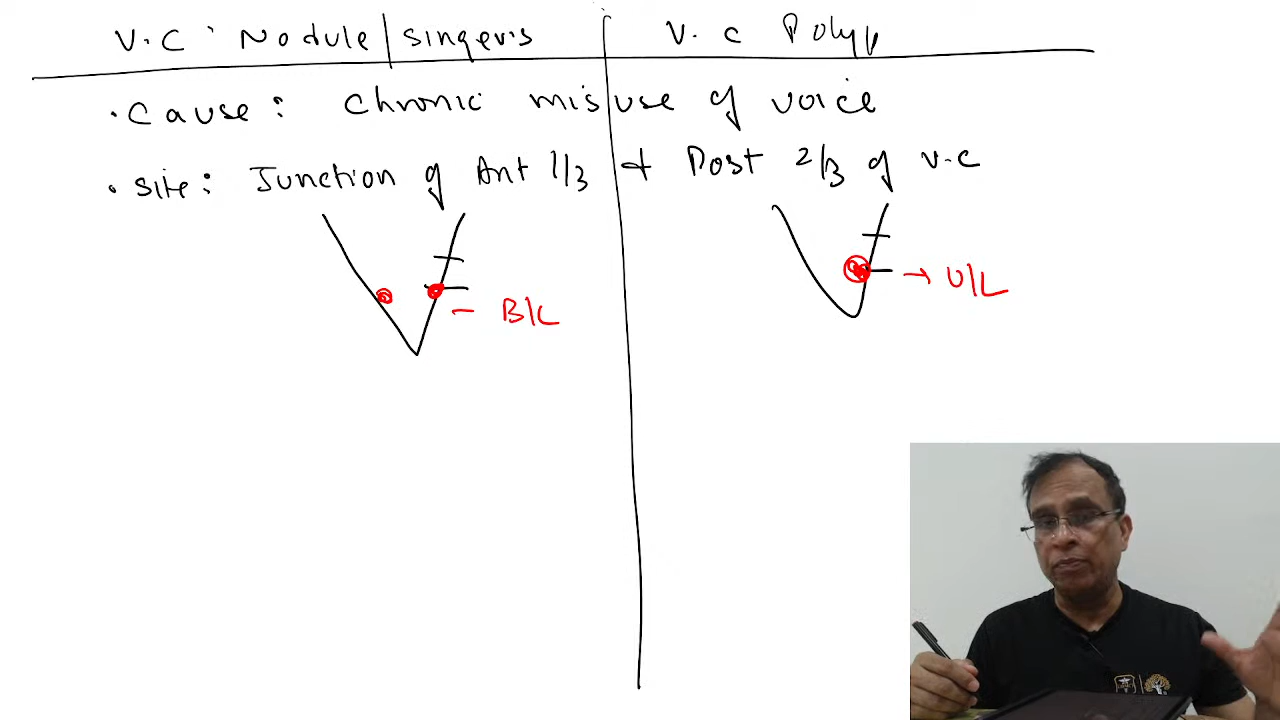 V.C Nodule/singer's
V.C Polyp
• Cause: Chronic misuse of voice
• Site: Junction of Ant 1/3 & Post 2/3 of V.C
B/L
→ U/L